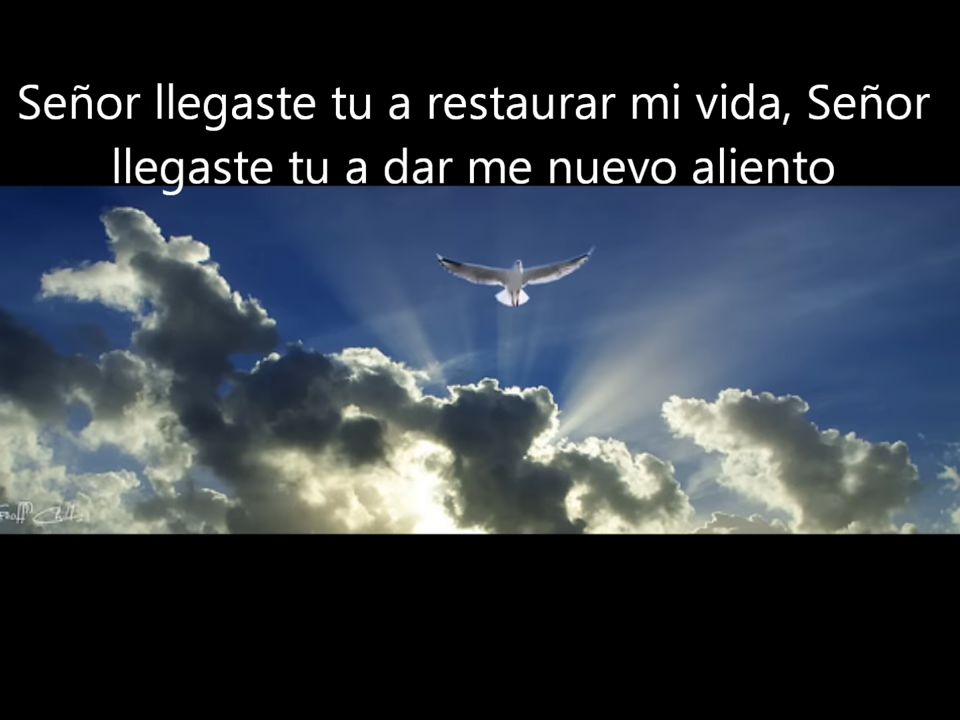 Señor llegaste tu a restaurar mi vida, Señor
llegaste tu a dar me nuevo aliento